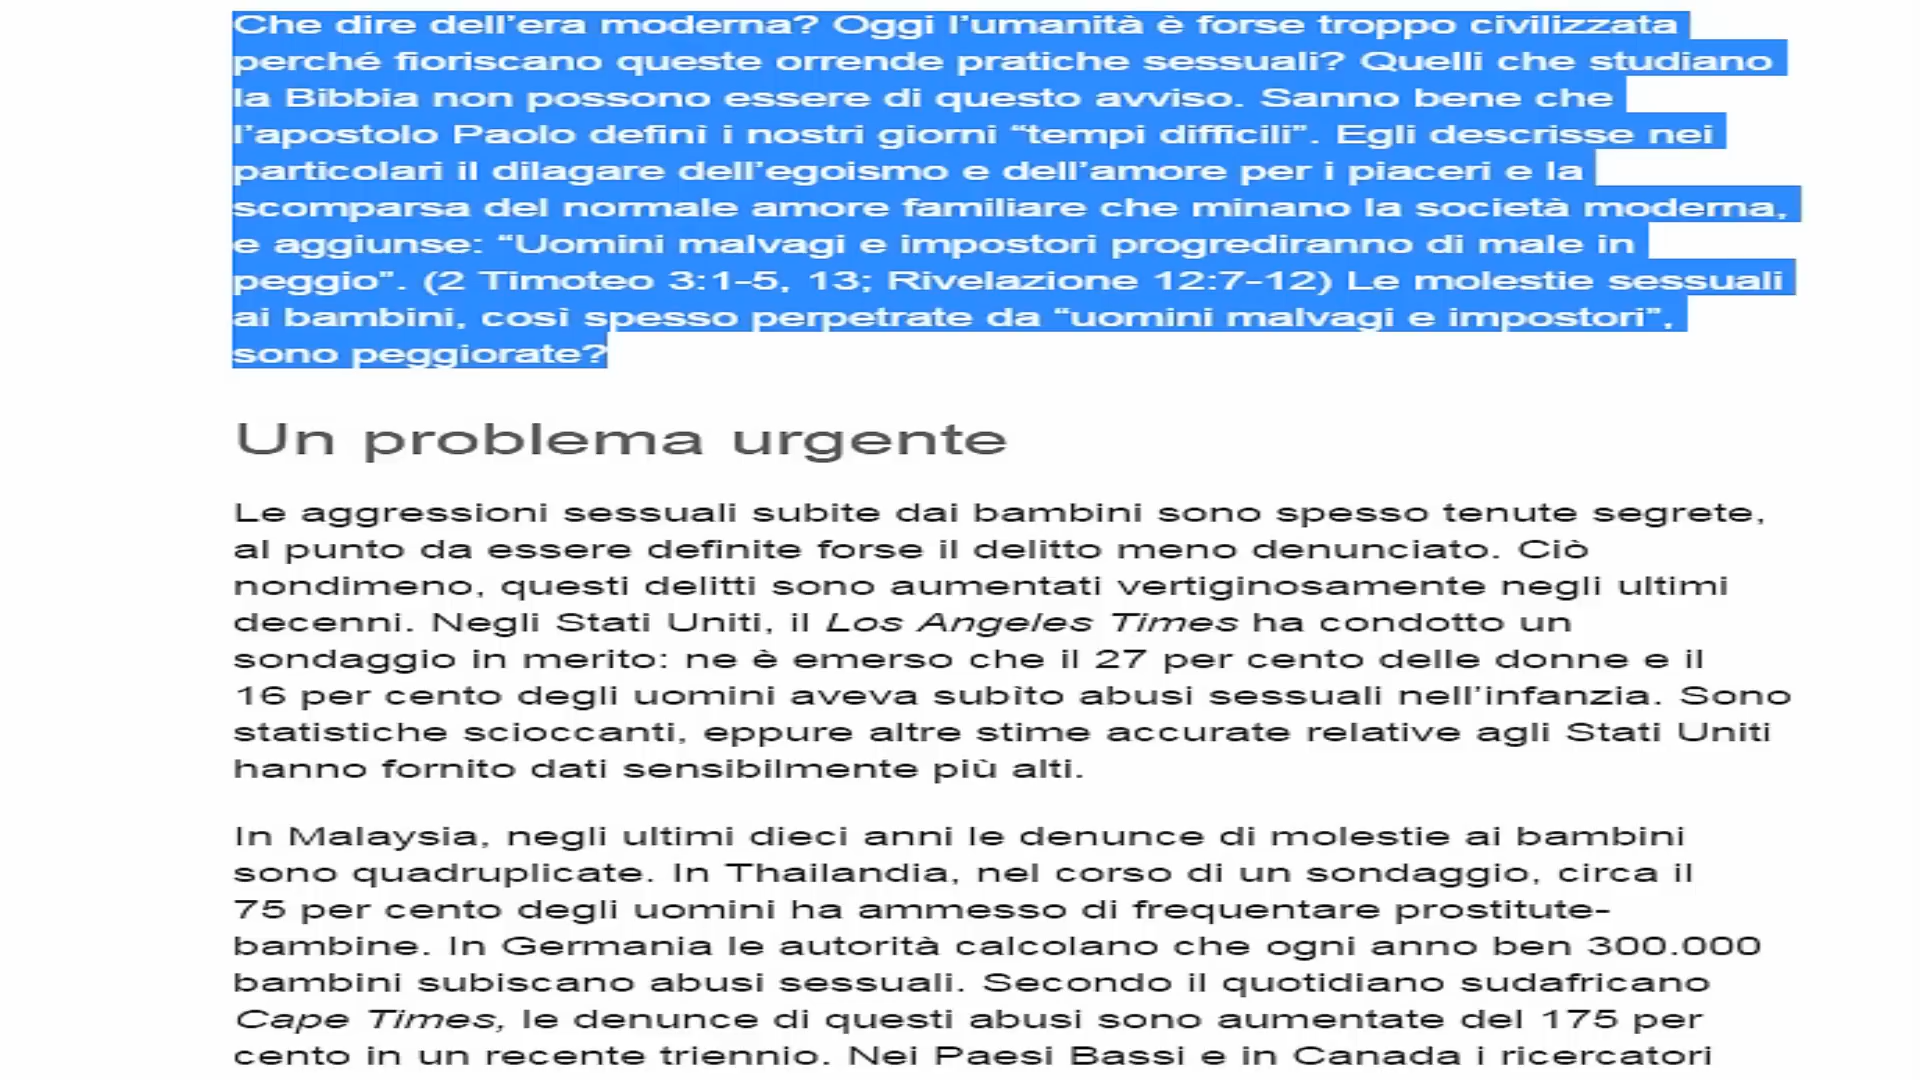 Che dire dell’era moderna? Oggi l’umanità è forse troppo civilizzata
perché fioriscano queste orrende pratiche sessuali? Quelli che studiano
la Bibbia non possono essere di questo avviso. Sanno bene che
l’apostolo Paolo definì i nostri giorni “tempi difficili”. Egli descrisse nei
particolari il dilagare dell’egoismo e dell’amore per i piaceri e la
scomparsa del normale amore familiare che minano la società moderna,
e aggiunse: “Uomini malvagi e impostori progrediranno di male in
peggio”. (2 Timoteo 3:1-5, 13; Rivelazione 12:7-12) Le molestie sessuali
ai bambini, così spesso perpetrate da “uomini malvagi e impostori”,
sono peggiorate?
Un problema urgente
Le aggressioni sessuali subite dai bambini sono spesso tenute segrete,
al punto da essere definite forse il delitto meno denunciato. Ciò
nondimeno, questi delitti sono aumentati vertiginosamente negli ultimi
decenni. Negli Stati Uniti, il Los Angeles Times ha condotto un
sondaggio in merito: ne è emerso che il 27 per cento delle donne e il
16 per cento degli uomini aveva subìto abusi sessuali nell’infanzia. Sono
statistiche scioccanti, eppure altre stime accurate relative agli Stati Uniti
hanno fornito dati sensibilmente più alti.
In Malaysia, negli ultimi dieci anni le denunce di molestie ai bambini
sono quadruplicate. In Thailandia, nel corso di un sondaggio, circa il
75 per cento degli uomini ha ammesso di frequentare prostitute-
bambine. In Germania le autorità calcolano che ogni anno ben 300.000
bambini subiscano abusi sessuali. Secondo il quotidiano sudafricano
Cape Times, le denunce di questi abusi sono aumentate del 175 per
cento in un recente triennio. Nei Paesi Bassi e in Canada i ricercatori